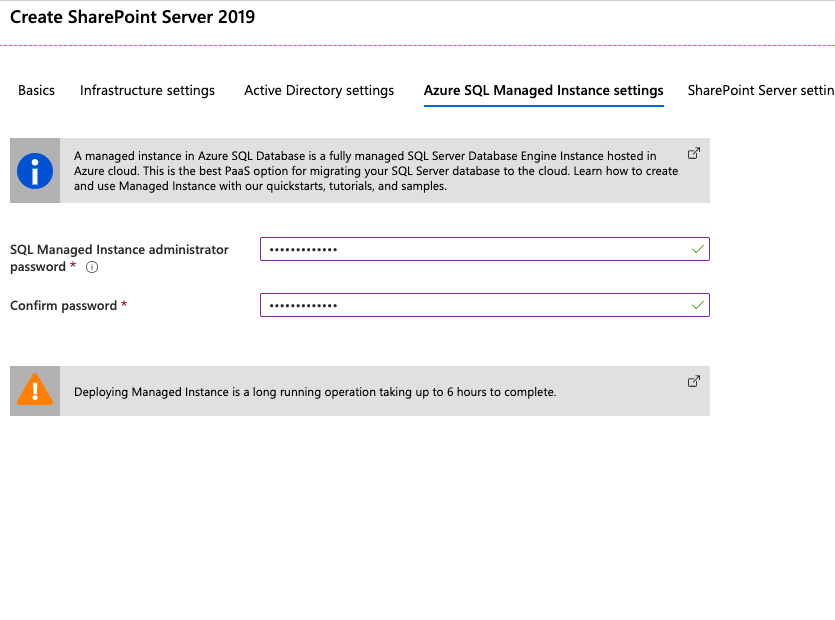 Create SharePoint Server 2019
Basics Infrastructure settings Active Directory settings Azure SQL Managed Instance settings SharePoint Server settin
A managed instance in Azure SQL Database is a fully managed SQL Server Database Engine Instance hosted in
Azure cloud. This is the best PaaS option for migrating your SQL Server database to the cloud. Learn how to create
and use Managed Instance with our quickstarts, tutorials, and samples.
SQL Managed Instance administrator
password *
•••••••••••••
Confirm password *
•••••••••••••
Deploying Managed Instance is a long running operation taking up to 6 hours to complete.